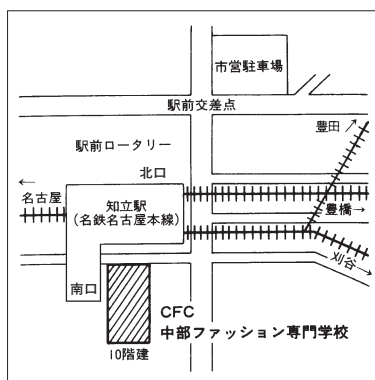 市営駐車場
駅前交差点
駅前ロータリー
豊田
↑
北口
←
名古屋
知立駅
(名鉄名古屋本線)
豊橋→
刈谷
→
南口
CFC
中部ファッション専門学校
10階建